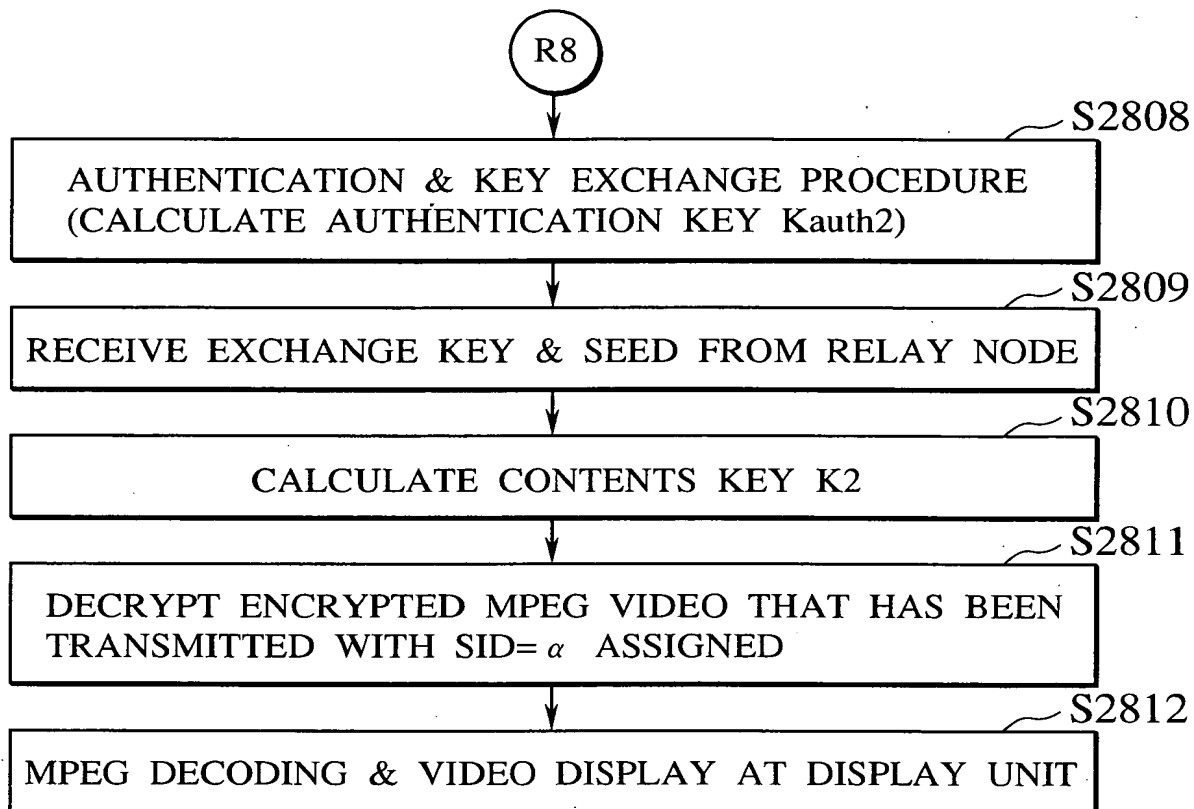 R8
S2808
AUTHENTICATION & KEY EXCHANGE PROCEDURE
(CALCULATE AUTHENTICATION KEY Kauth2)
S2809
RECEIVE EXCHANGE KEY & SEED FROM RELAY NODE
S2810
CALCULATE CONTENTS KEY K2
S2811
DECRYPT ENCRYPTED MPEG VIDEO THAT HAS BEEN
TRANSMITTED WITH SID= α ASSIGNED
S2812
MPEG DECODING & VIDEO DISPLAY AT DISPLAY UNIT